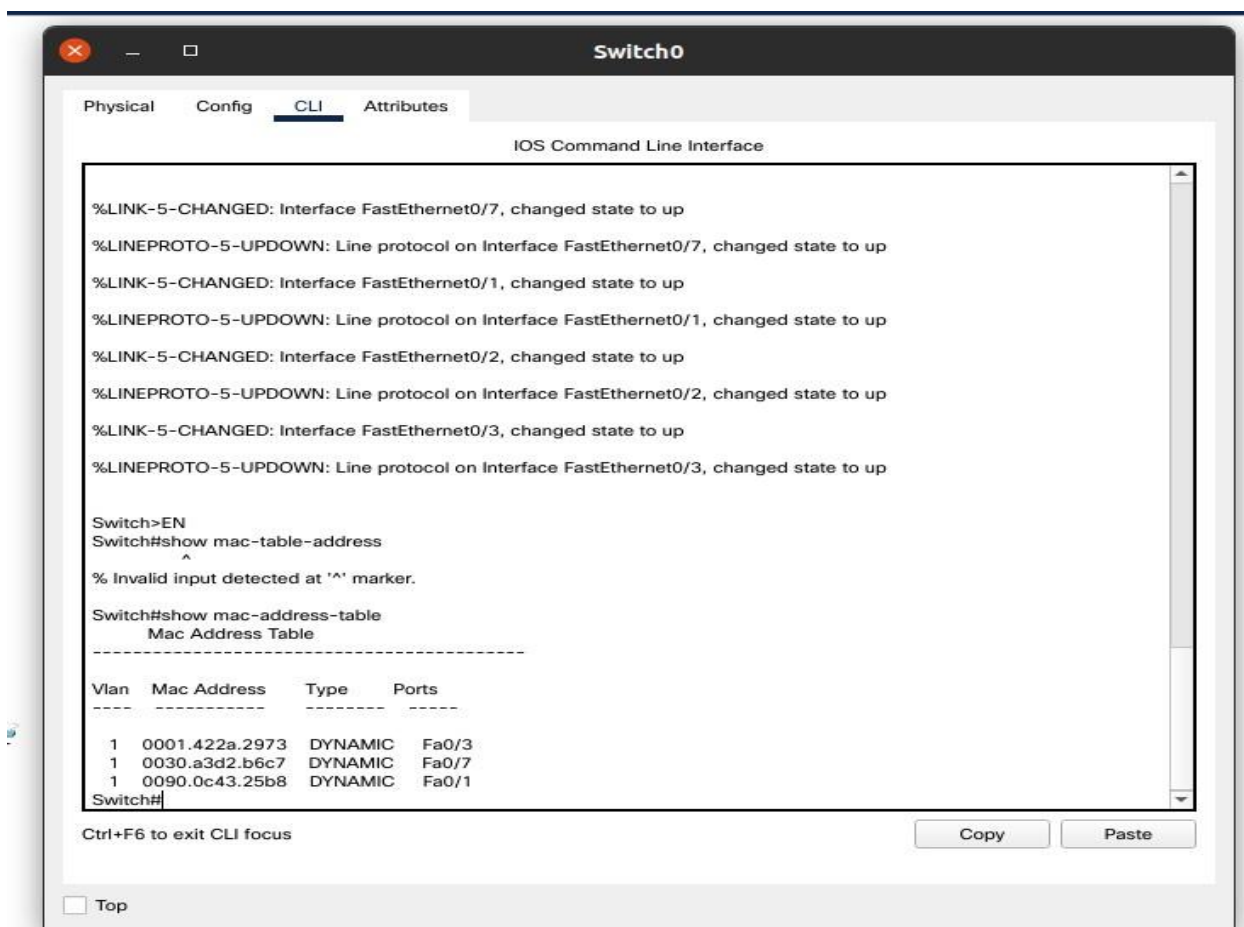 Switch0
Physical Config CLI Attributes
IOS Command Line Interface
%LINK-5-CHANGED: Interface FastEthernet0/7, changed state to up
%LINEPROTO-5-UPDOWN: Line protocol on Interface FastEthernet0/7, changed state to up
%LINK-5-CHANGED: Interface FastEthernet0/1, changed state to up
%LINEPROTO-5-UPDOWN: Line protocol on Interface FastEthernet0/1, changed state to up
%LINK-5-CHANGED: Interface FastEthernet0/2, changed state to up
%LINEPROTO-5-UPDOWN: Line protocol on Interface FastEthernet0/2, changed state to up
%LINK-5-CHANGED: Interface FastEthernet0/3, changed state to up
%LINEPROTO-5-UPDOWN: Line protocol on Interface FastEthernet0/3, changed state to up
Switch>EN
Switch#show mac-table-address
^
% Invalid input detected at '^' marker.
Switch#show mac-address-table
Mac Address Table
-------------------------------------------
Vlan Mac Address Type Ports
---- ----------- -------- -----
1 0001.422a.2973 DYNAMIC Fa0/3
1 0030.a3d2.b6c7 DYNAMIC Fa0/7
1 0090.0c43.25b8 DYNAMIC Fa0/1
Switch#
Ctrl+F6 to exit CLI focus
Copy Paste
Top